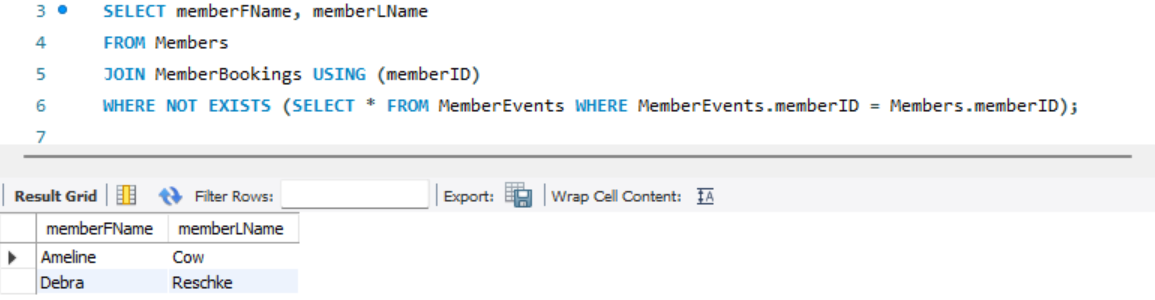 3 SELECT memberFName, memberLName
4 FROM Members
5 JOIN MemberBookings USING (memberID)
6 WHERE NOT EXISTS (SELECT * FROM MemberEvents WHERE MemberEvents.memberID = Members.memberID);
7
Result Grid Filter Rows: Export: Wrap Cell Content:
memberFName memberLName
Ameline Cow
Debra Reschke